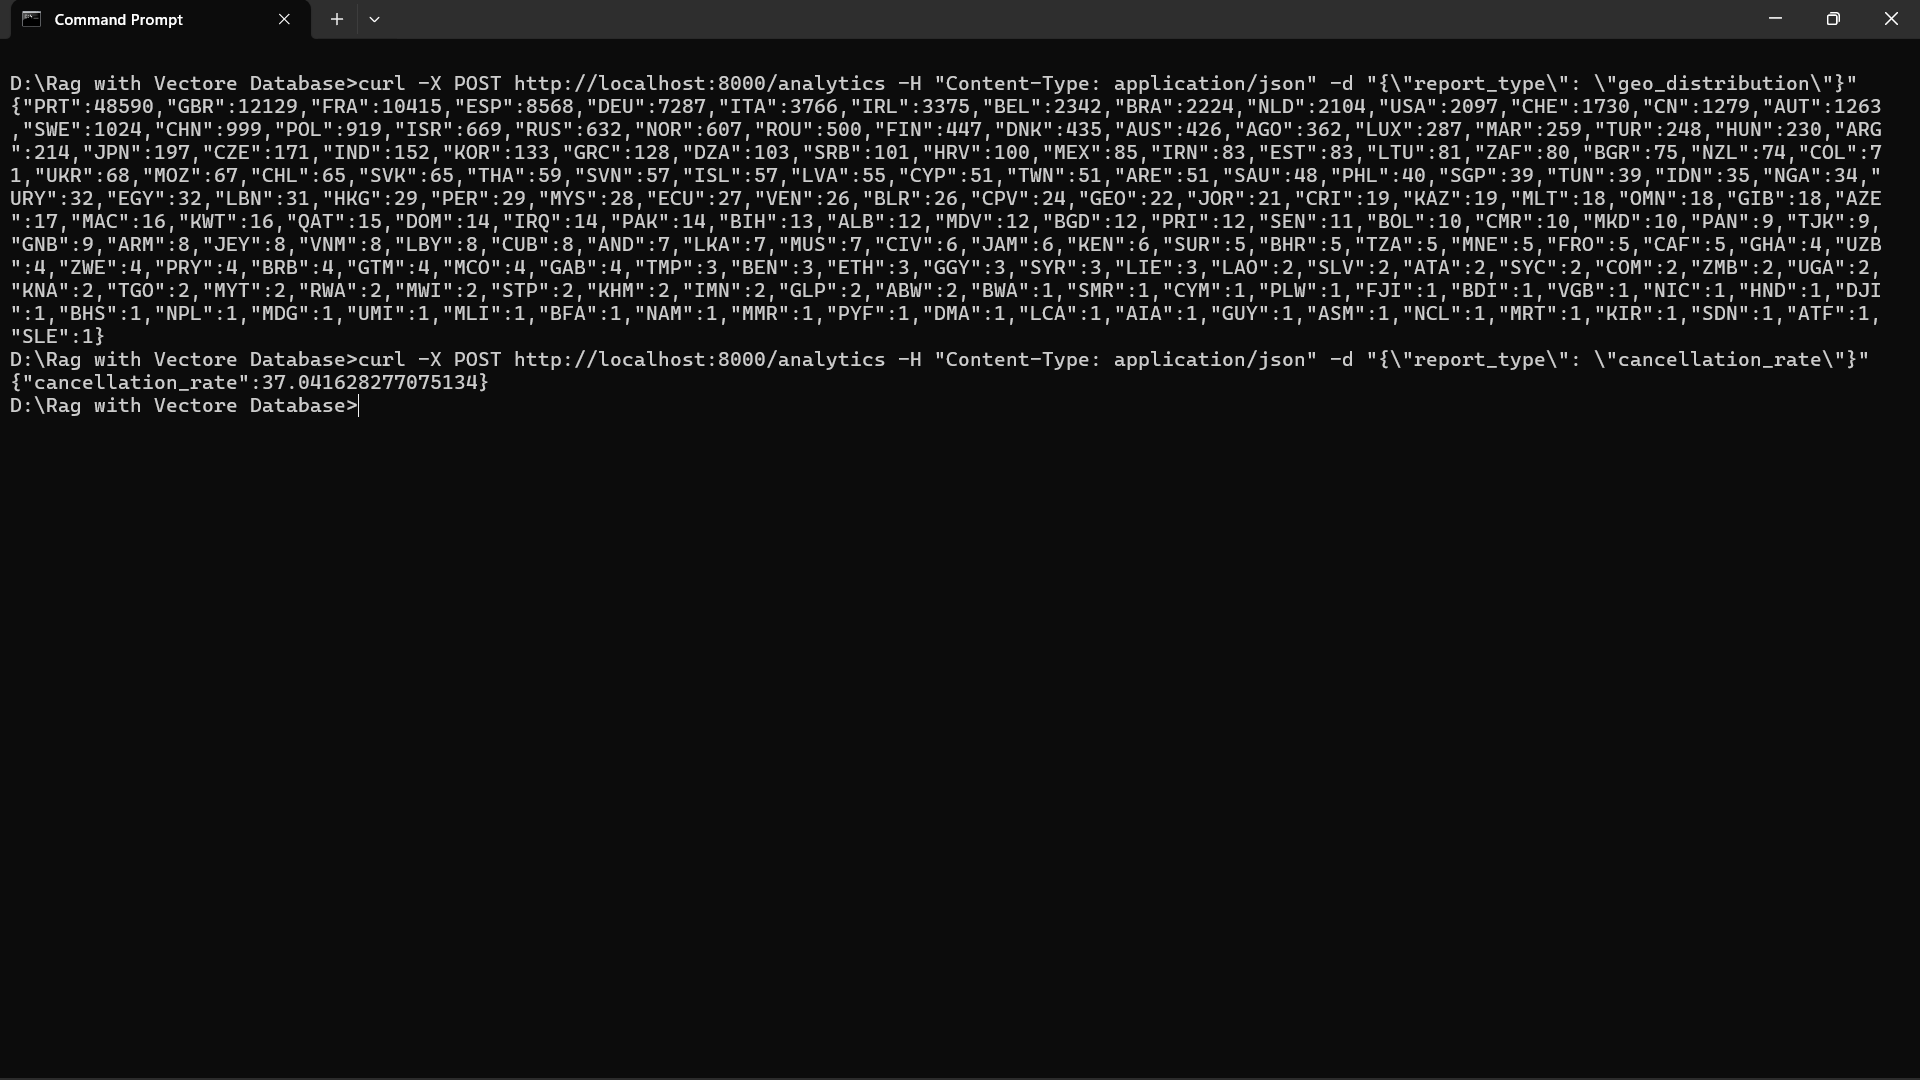 Command Prompt
D:\Rag with Vectore Database>curl -X POST http://localhost:8000/analytics -H "Content-Type: application/json" -d "{\"report_type\": \"geo_distribution\"}"
{"PRT":48590,"GBR":12129,"FRA":10415,"ESP":8568,"DEU":7287,"ITA":3766,"IRL":3375,"BEL":2342,"BRA":2224,"NLD":2104,"USA":2097,"CHE":1730,"CN":1279,"AUT":1263
,"SWE":1024,"CHN":999,"POL":919,"ISR":669,"RUS":632,"NOR":607,"ROU":500,"FIN":447,"DNK":435,"AUS":426,"AGO":362,"LUX":287,"MAR":259,"TUR":248,"HUN":230,"ARG
":214,"JPN":197,"CZE":171,"IND":152,"KOR":133,"GRC":128,"DZA":103,"SRB":101,"HRV":100,"MEX":85,"IRN":83,"EST":83,"LTU":81,"ZAF":80,"BGR":75,"NZL":74,"COL":7
1,"UKR":68,"MOZ":67,"CHL":65,"SVK":65,"THA":59,"SVN":57,"ISL":57,"LVA":55,"CYP":51,"TWN":51,"ARE":51,"SAU":48,"PHL":40,"SGP":39,"TUN":39,"IDN":35,"NGA":34,"
URY":32,"EGY":32,"LBN":31,"HKG":29,"PER":29,"MYS":28,"ECU":27,"VEN":26,"BLR":26,"CPV":24,"GEO":22,"JOR":21,"CRI":19,"KAZ":19,"MLT":18,"OMN":18,"GIB":18,"AZE
":17,"MAC":16,"KWT":16,"QAT":15,"DOM":14,"IRQ":14,"PAK":14,"BIH":13,"ALB":12,"MDV":12,"BGD":12,"PRI":12,"SEN":11,"BOL":10,"CMR":10,"MKD":10,"PAN":9,"TJK":9,
"GNB":9,"ARM":8,"JEY":8,"VNM":8,"LBY":8,"CUB":8,"AND":7,"LKA":7,"MUS":7,"CIV":6,"JAM":6,"KEN":6,"SUR":5,"BHR":5,"TZA":5,"MNE":5,"FRO":5,"CAF":5,"GHA":4,"UZB
":4,"ZWE":4,"PRY":4,"BRB":4,"GTM":4,"MCO":4,"GAB":4,"TMP":3,"BEN":3,"ETH":3,"GGY":3,"SYR":3,"LIE":3,"LAO":2,"SLV":2,"ATA":2,"SYC":2,"COM":2,"ZMB":2,"UGA":2,
"KNA":2,"TGO":2,"MYT":2,"RWA":2,"MWI":2,"STP":2,"KHM":2,"IMN":2,"GLP":2,"ABW":2,"BWA":1,"SMR":1,"CYM":1,"PLW":1,"FJI":1,"BDI":1,"VGB":1,"NIC":1,"HND":1,"DJI
":1,"BHS":1,"NPL":1,"MDG":1,"UMI":1,"MLI":1,"BFA":1,"NAM":1,"MMR":1,"PYF":1,"DMA":1,"LCA":1,"AIA":1,"GUY":1,"ASM":1,"NCL":1,"MRT":1,"KIR":1,"SDN":1,"ATF":1,
"SLE":1}
D:\Rag with Vectore Database>curl -X POST http://localhost:8000/analytics -H "Content-Type: application/json" -d "{\"report_type\": \"cancellation_rate\"}"
{"cancellation_rate":37.041628277075134}
D:\Rag with Vectore Database>